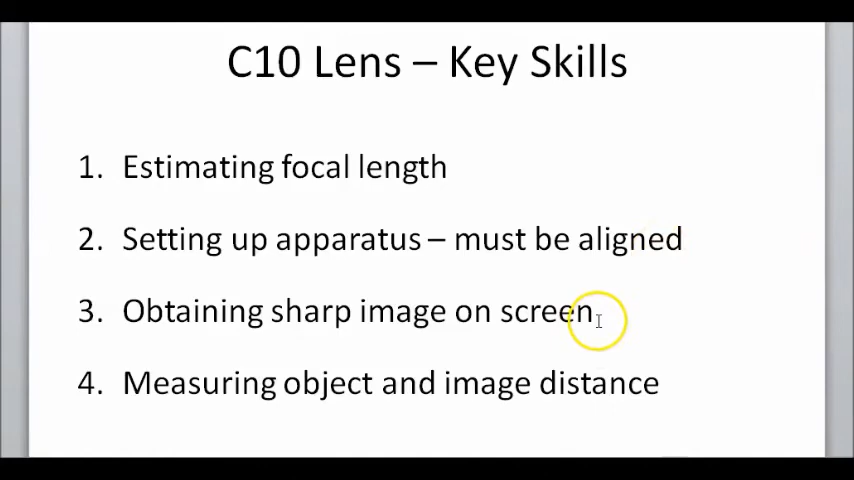 C10 Lens – Key Skills
1. Estimating focal length
2. Setting up apparatus – must be aligned
3. Obtaining sharp image on screen
4. Measuring object and image distance